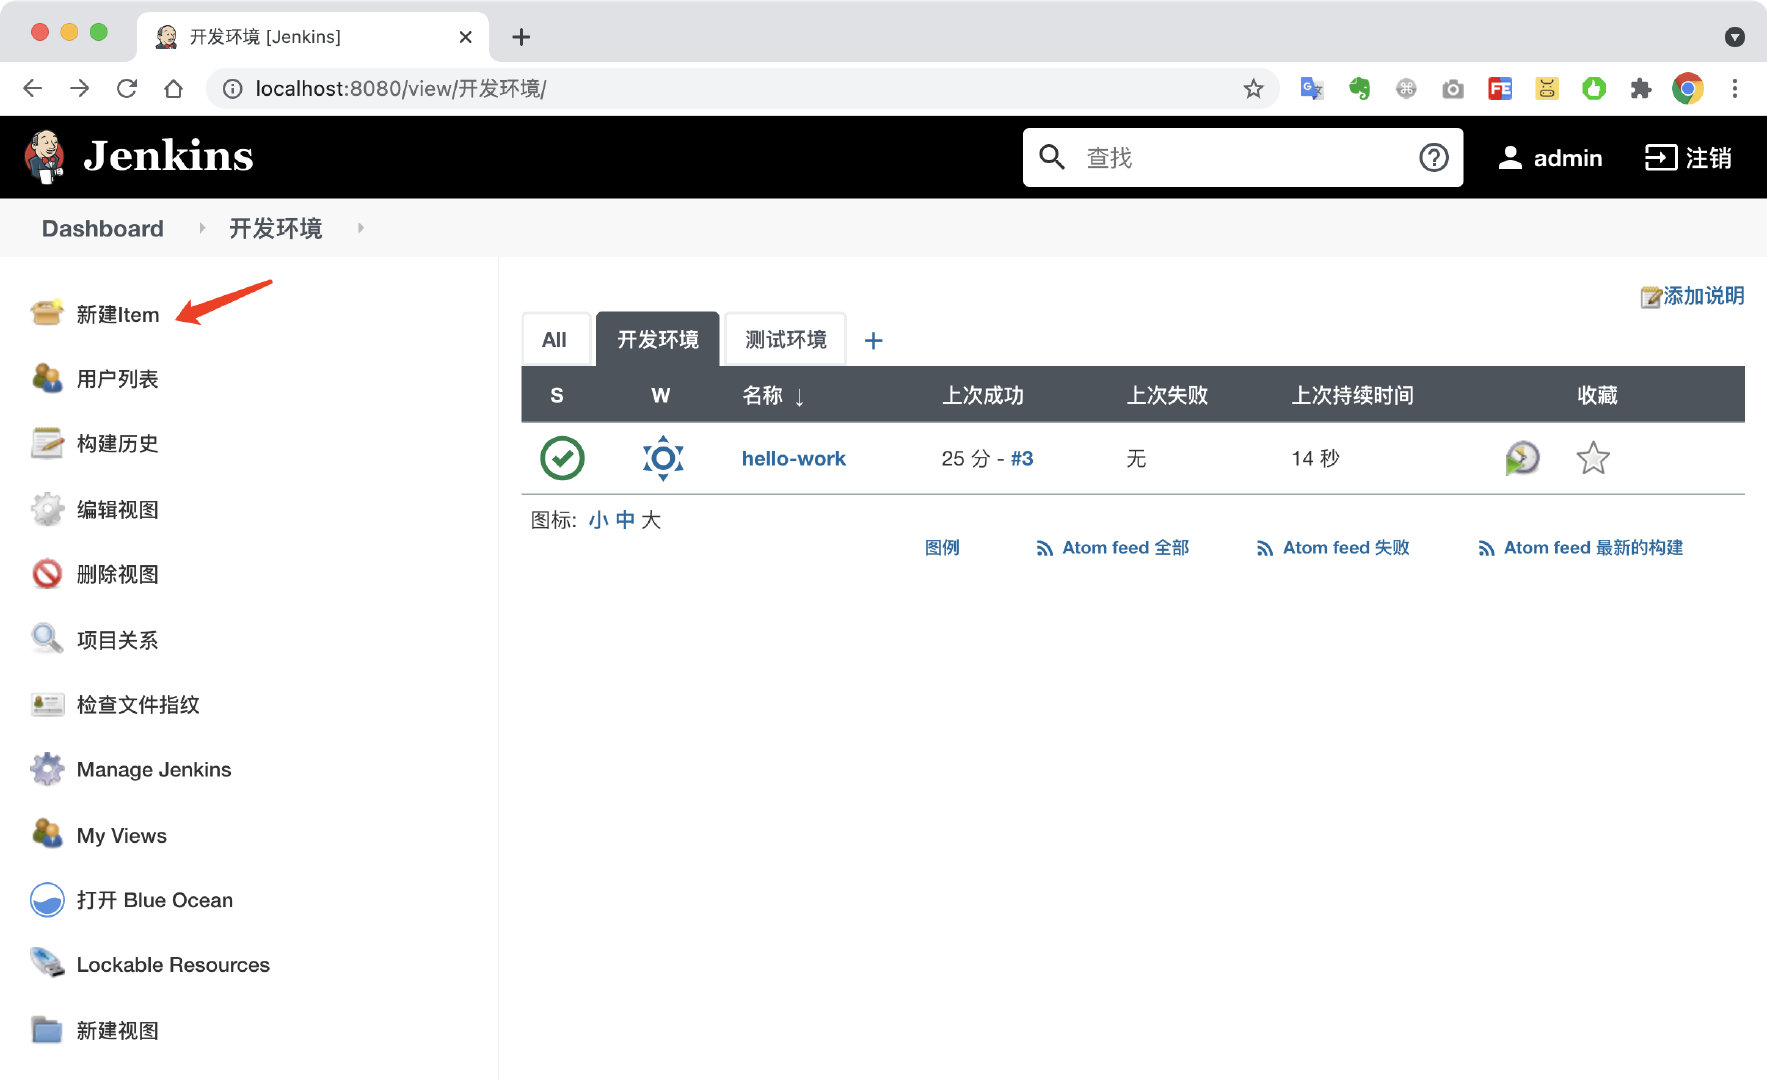 开发环境 [Jenkins]
localhost:8080/view/开发环境/
Jenkins
查找
admin
注销
Dashboard
开发环境
新建Item
用户列表
构建历史
编辑视图
删除视图
项目关系
检查文件指纹
Manage Jenkins
My Views
打开 Blue Ocean
Lockable Resources
新建视图
添加说明
All 开发环境 测试环境 +
S W 名称 ↓ 上次成功 上次失败 上次持续时间 收藏
hello-work 25 分 - #3 无 14 秒
图标: 小 中 大
图例 Atom feed 全部 Atom feed 失败 Atom feed 最新的构建